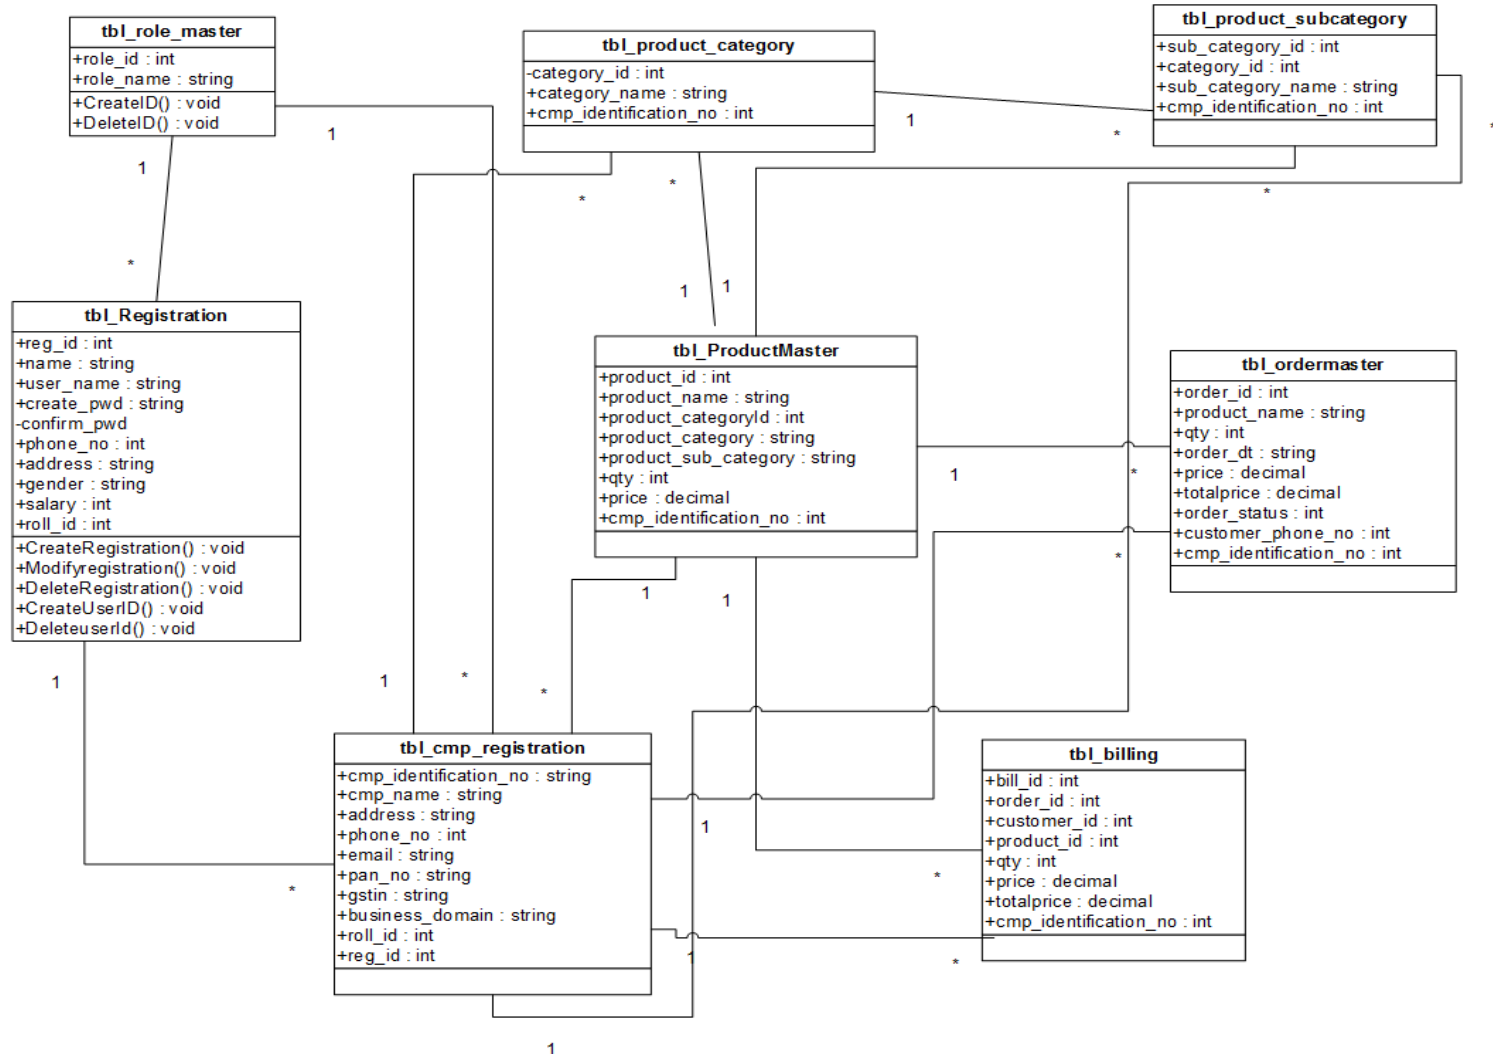 tbl_role_master
+role_id : int
+role_name : string
+CreateID() : void
+DeleteID() : void
tbl_product_category
-category_id : int
+category_name : string
+cmp_identification_no : int
tbl_product_subcategory
+sub_category_id : int
+category_id : int
+sub_category_name : string
+cmp_identification_no : int
1
1
*
*
1
*
*
*
*
1
1
tbl_Registration
+reg_id : int
+name : string
+user_name : string
+create_pwd : string
-confirm_pwd
+phone_no : int
+address : string
+gender : string
+salary : int
+roll_id : int
+CreateRegistration() : void
+Modifyregistration() : void
+DeleteRegistration() : void
+CreateUserID() : void
+DeleteuserId() : void
tbl_ProductMaster
+product_id : int
+product_name : string
+product_categoryId : int
+product_category : string
+product_sub_category : string
+qty : int
+price : decimal
+cmp_identification_no : int
tbl_ordermaster
+order_id : int
+product_name : string
+qty : int
+order_dt : string
+price : decimal
+totalprice : decimal
+order_status : int
+customer_phone_no : int
+cmp_identification_no : int
1
*
*
1
1
1
1
*
*
tbl_cmp_registration
+cmp_identification_no : string
+cmp_name : string
+address : string
+phone_no : int
+email : string
+pan_no : string
+gstin : string
+business_domain : string
+roll_id : int
+reg_id : int
tbl_billing
+bill_id : int
+order_id : int
+customer_id : int
+product_id : int
+qty : int
+price : decimal
+totalprice : decimal
+cmp_identification_no : int
1
*
*
1
*
1